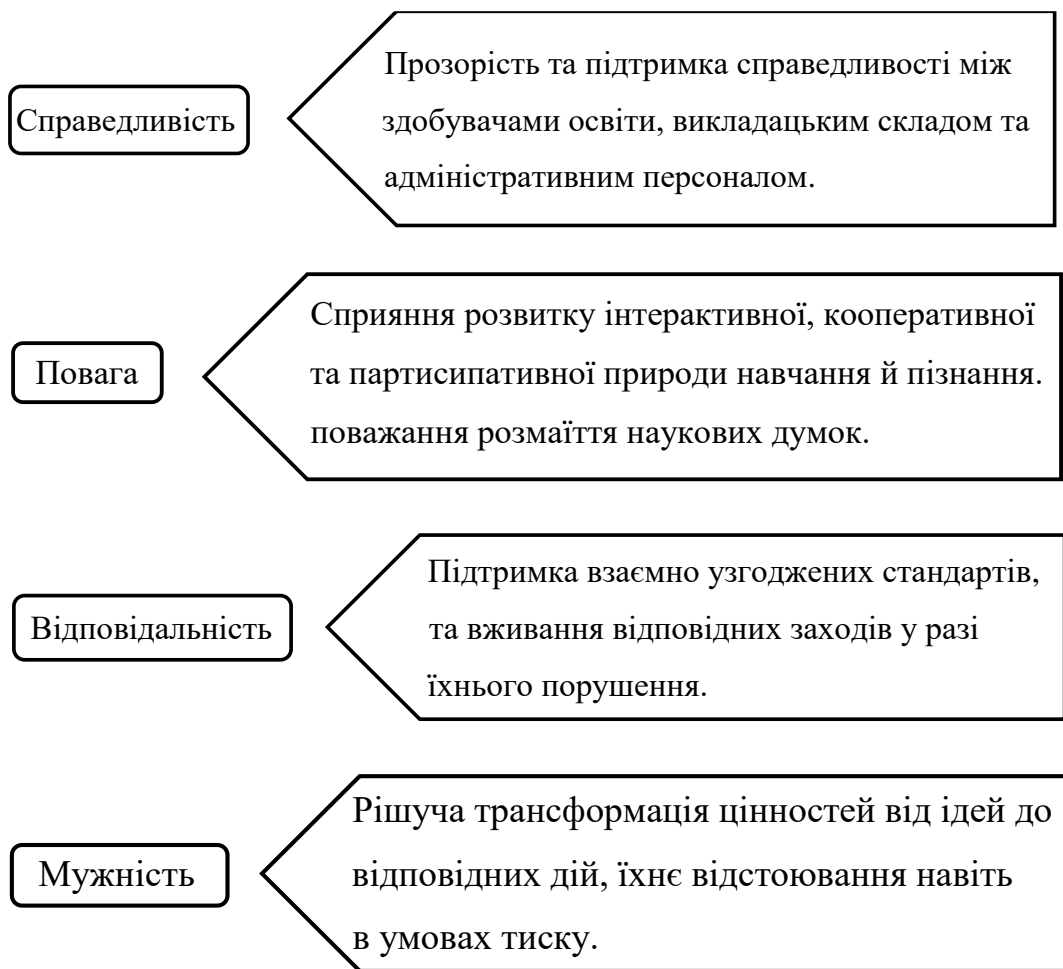 Справедливість
Прозорість та підтримка справедливості між
здобувачами освіти, викладацьким складом та
адміністративним персоналом.
Повага
Сприяння розвитку інтерактивної, кооперативної
та партисипативної природи навчання й пізнання.
поважання розмаїття наукових думок.
Відповідальність
Підтримка взаємно узгоджених стандартів,
та вживання відповідних заходів у разі
їхнього порушення.
Мужність
Рішуча трансформація цінностей від ідей до
відповідних дій, їхнє відстоювання навіть
в умовах тиску.